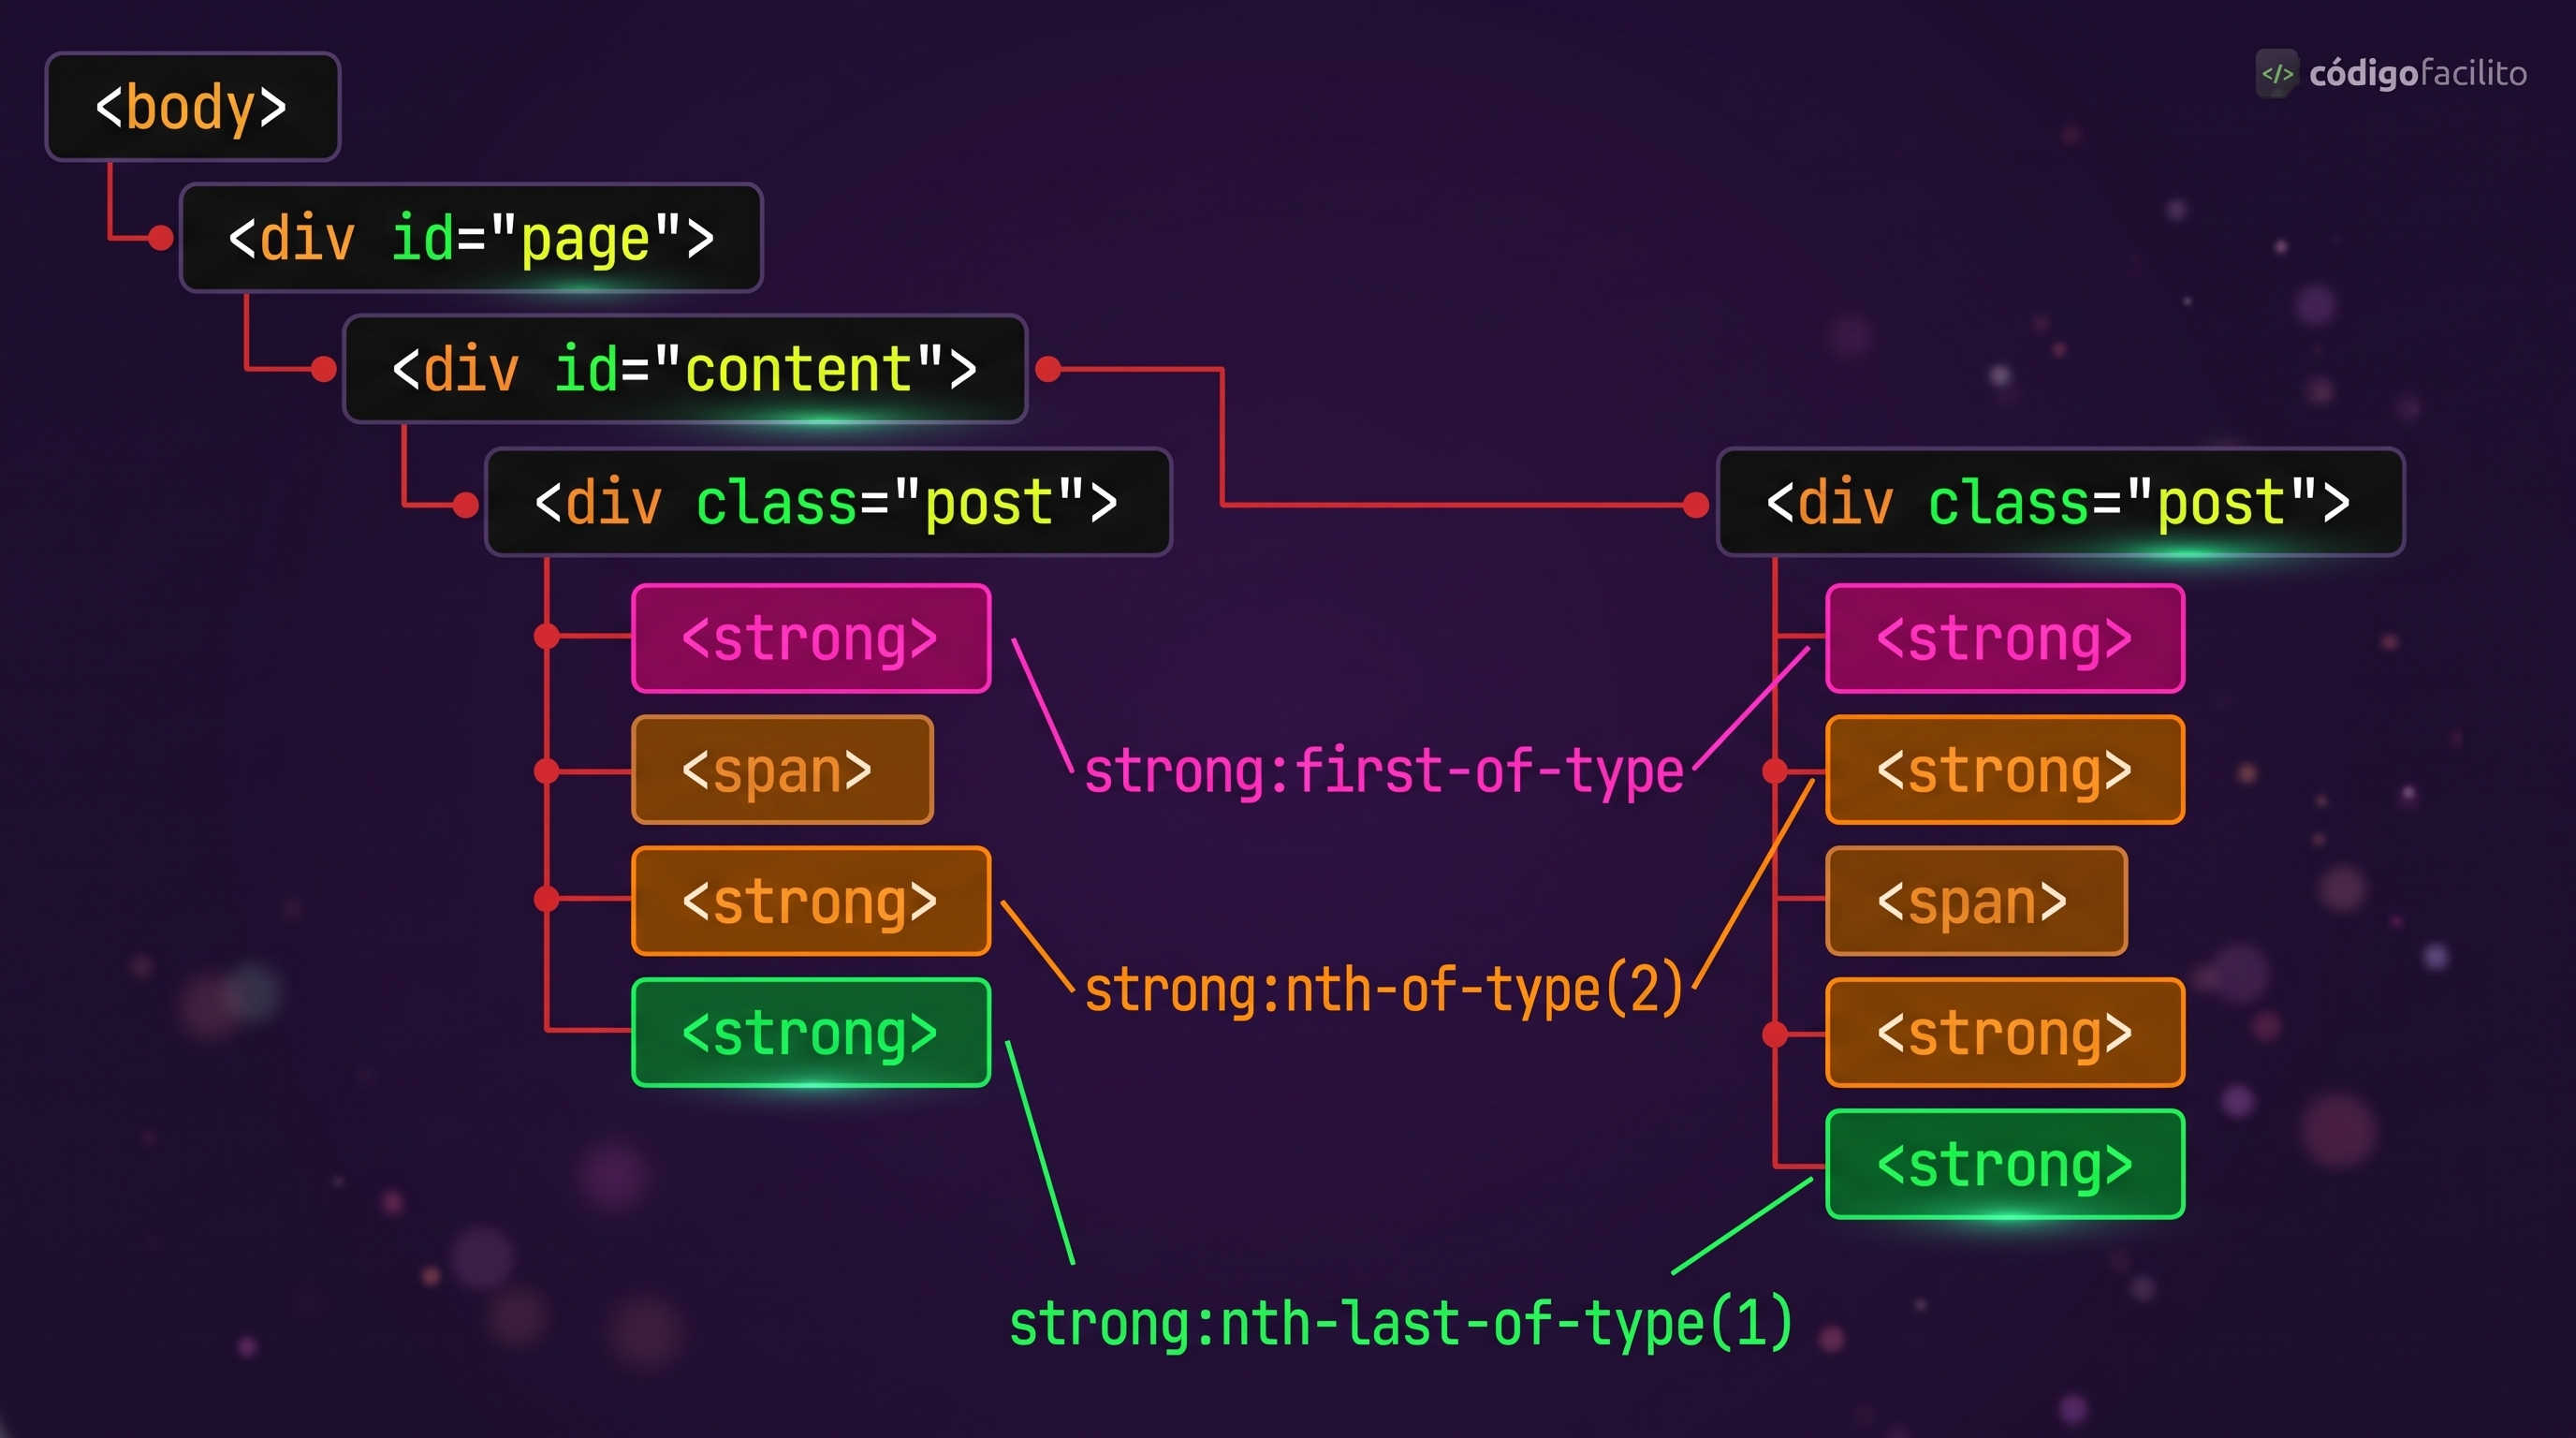 <body>
códigofacilito
<div id="page">
<div id="content">
<div class="post">
<strong>
<span>
<strong>
<strong>
strong:first-of-type
strong:nth-of-type(2)
strong:nth-last-of-type(1)
<div class="post">
<strong>
<strong>
<span>
<strong>
<strong>